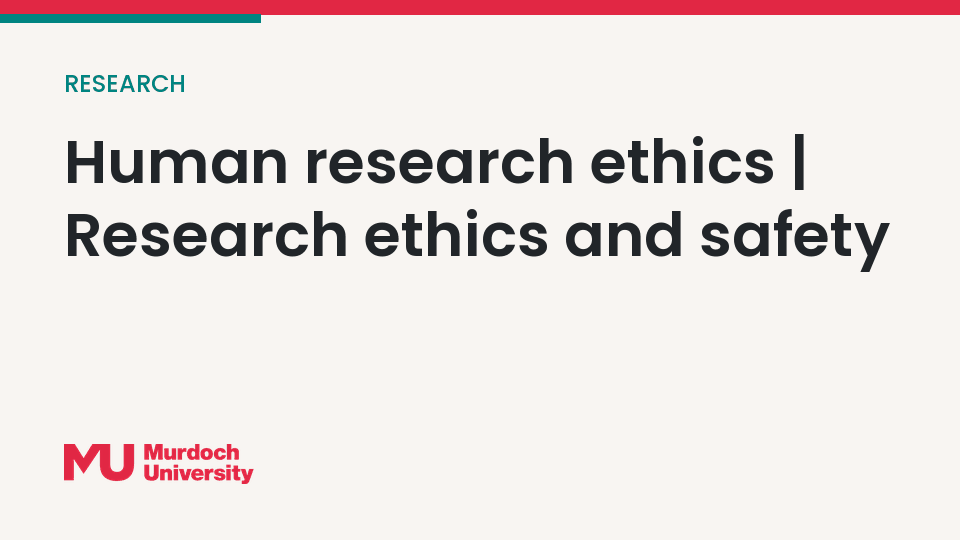 RESEARCH
Human research ethics |
Research ethics and safety
MU Murdoch
University